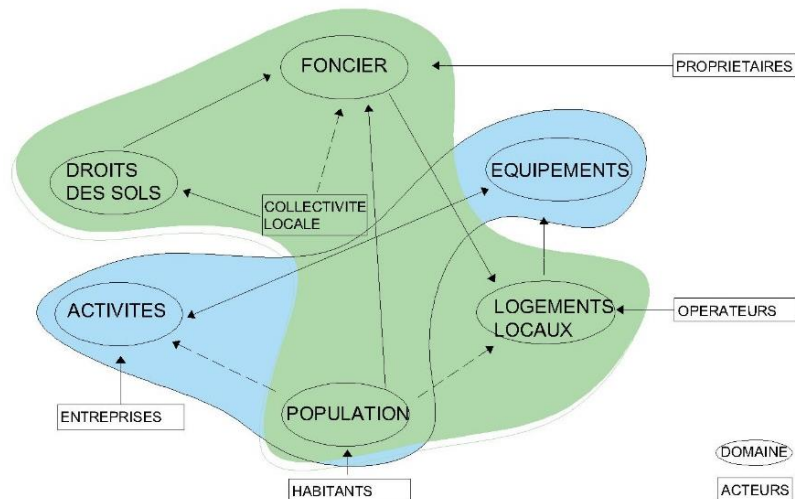 FONCIER
PROPRIETAIRES
DROITS
DES SOLS
EQUIPEMENTS
COLLECTIVITE
LOCALE
ACTIVITES
LOGEMENTS
LOCAUX
OPERATEURS
ENTREPRISES
POPULATION
HABITANTS
DOMAINE
ACTEURS